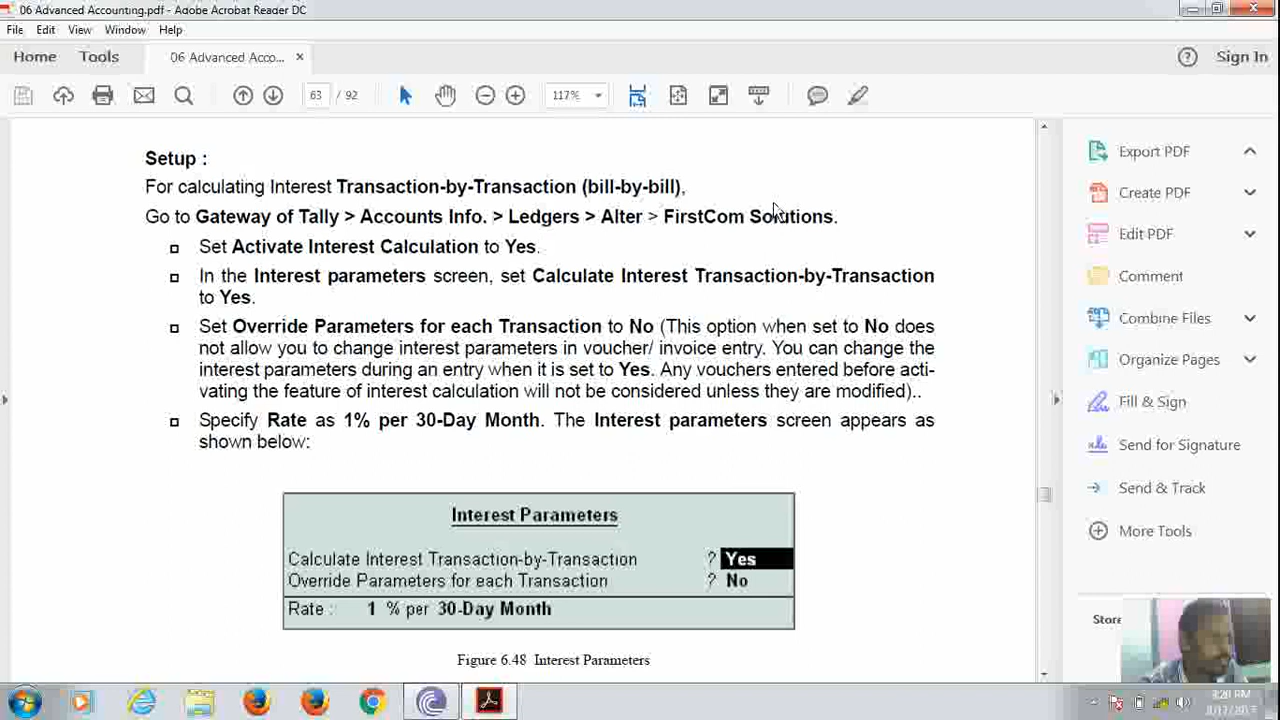 06 Advanced Accounting.pdf - Adobe Acrobat Reader DC
File Edit View Window Help
Home Tools 06 Advanced Acco... × Sign In
63 / 92 117%
Setup :
For calculating Interest Transaction-by-Transaction (bill-by-bill),
Go to Gateway of Tally > Accounts Info. > Ledgers > Alter > FirstCom Solutions.
Set Activate Interest Calculation to Yes.
In the Interest parameters screen, set Calculate Interest Transaction-by-Transaction
to Yes.
Set Override Parameters for each Transaction to No (This option when set to No does
not allow you to change interest parameters in voucher/ invoice entry. You can change the
interest parameters during an entry when it is set to Yes. Any vouchers entered before acti-
vating the feature of interest calculation will not be considered unless they are modified)..
Specify Rate as 1% per 30-Day Month. The Interest parameters screen appears as
shown below:
Interest Parameters
Calculate Interest Transaction-by-Transaction ? Yes
Override Parameters for each Transaction ? No
Rate : 1 % per 30-Day Month
Figure 6.48 Interest Parameters
Export PDF
Create PDF
Edit PDF
Comment
Combine Files
Organize Pages
Fill & Sign
Send for Signature
Send & Track
More Tools
Store
3:20 PM